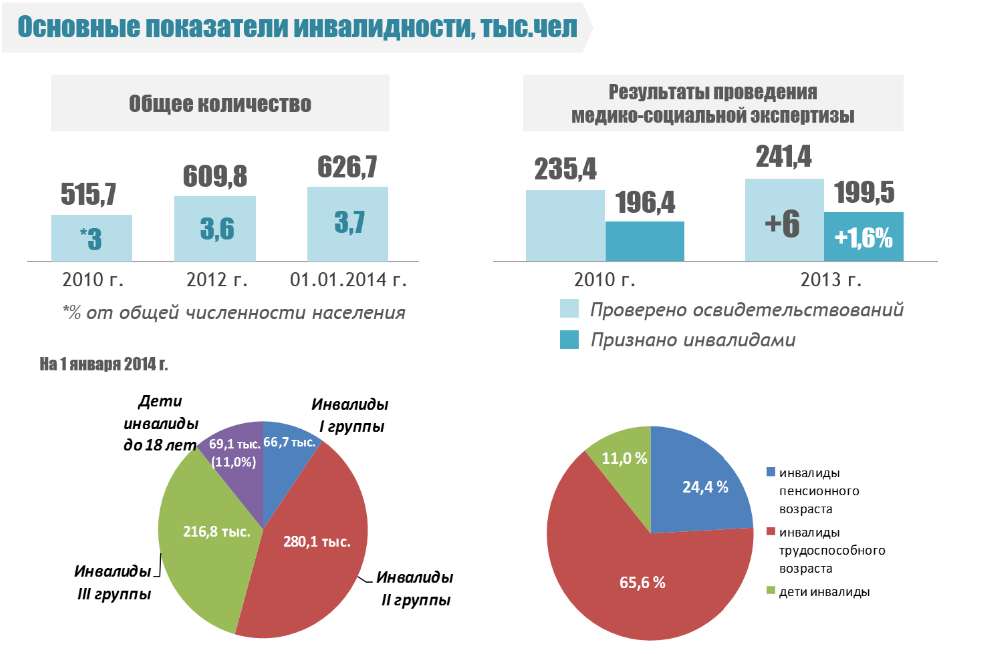 Основные показатели инвалидности, тыс.чел
Общее количество
515,7
609,8
626,7
*3
3,6
3,7
2010 г.
2012 г.
01.01.2014 г.
*% от общей численности населения
Результаты проведения
медико-социальной экспертизы
235,4
196,4
241,4
199,5
+6
+1,6%
2010 г.
2013 г.
Проверено освидетельствований
Признано инвалидами
На 1 января 2014 г.
Дети
инвалиды
до 18 лет
69,1 тыс.
(11,0%)
66,7 тыс.
Инвалиды
I группы
216,8 тыс.
280,1 тыс.
Инвалиды
III группы
Инвалиды
II группы
11,0 %
24,4 %
65,6 %
инвалиды
пенсионного
возраста
инвалиды
трудоспособного
возраста
дети инвалиды